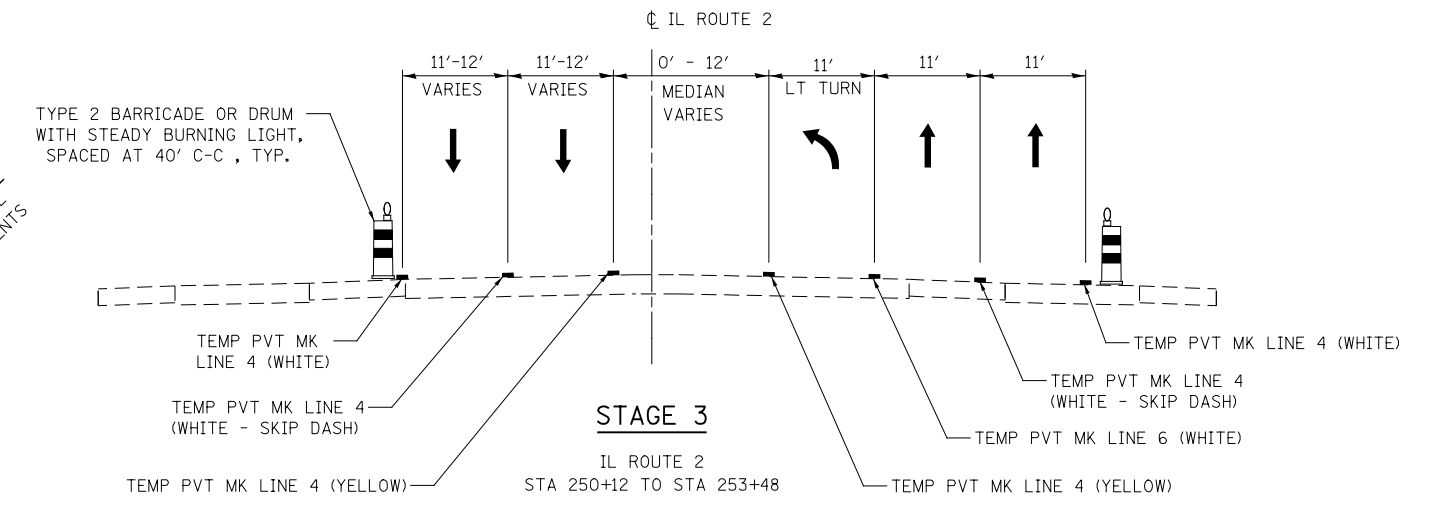 ℄ IL ROUTE 2
11'-12'
VARIES
11'-12'
VARIES
0' - 12'
MEDIAN
VARIES
11'
LT TURN
11'
11'
TYPE 2 BARRICADE OR DRUM
WITH STEADY BURNING LIGHT,
SPACED AT 40' C-C , TYP.
TEMP PVT MK
LINE 4 (WHITE)
TEMP PVT MK LINE 4
(WHITE - SKIP DASH)
TEMP PVT MK LINE 4 (YELLOW)
STAGE 3
IL ROUTE 2
STA 250+12 TO STA 253+48
TEMP PVT MK LINE 4 (WHITE)
TEMP PVT MK LINE 4
(WHITE - SKIP DASH)
TEMP PVT MK LINE 6 (WHITE)
TEMP PVT MK LINE 4 (YELLOW)